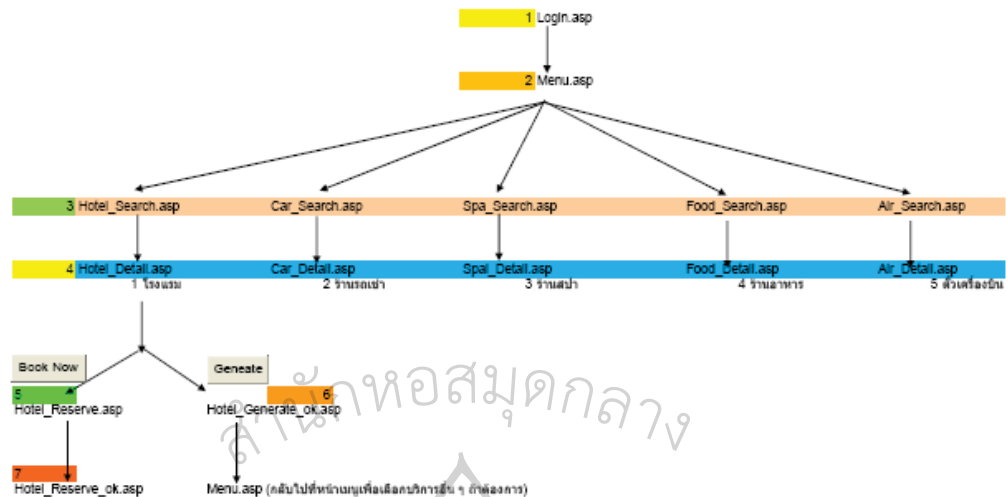 1 Login.asp
2 Menu.asp
3 Hotel_Search.asp Car_Search.asp Spa_Search.asp Food_Search.asp Air_Search.asp
4 Hotel_Detail.asp Car_Detail.asp Spal_Detail.asp Food_Detail.asp Air_Detail.asp
1 โรงแรม 2 ร้านรถเช่า 3 ร้านสปา 4 ร้านอาหาร 5 ตั๋วเครื่องบิน
Book Now Geneate
5 6
Hotel_Reserve.asp Hotel_Generate_ok.asp
สำนักหอสมุดกลาง
7
Hotel_Reserve_ok.asp Menu.asp (กลับไปที่หน้าเมนูเพื่อเลือกบริการอื่น ๆ ถ้าต้องการ)